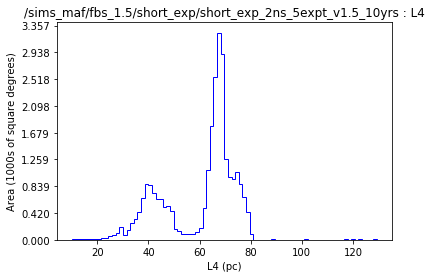 /sims_maf/fbs_1.5/short_exp/short_exp_2ns_5expt_v1.5_10yrs : L4
3.357
2.938
2.518
2.098
1.679
1.259
0.839
0.420
0.000
Area (1000s of square degrees)
20 40 60 80 100 120
L4 (pc)